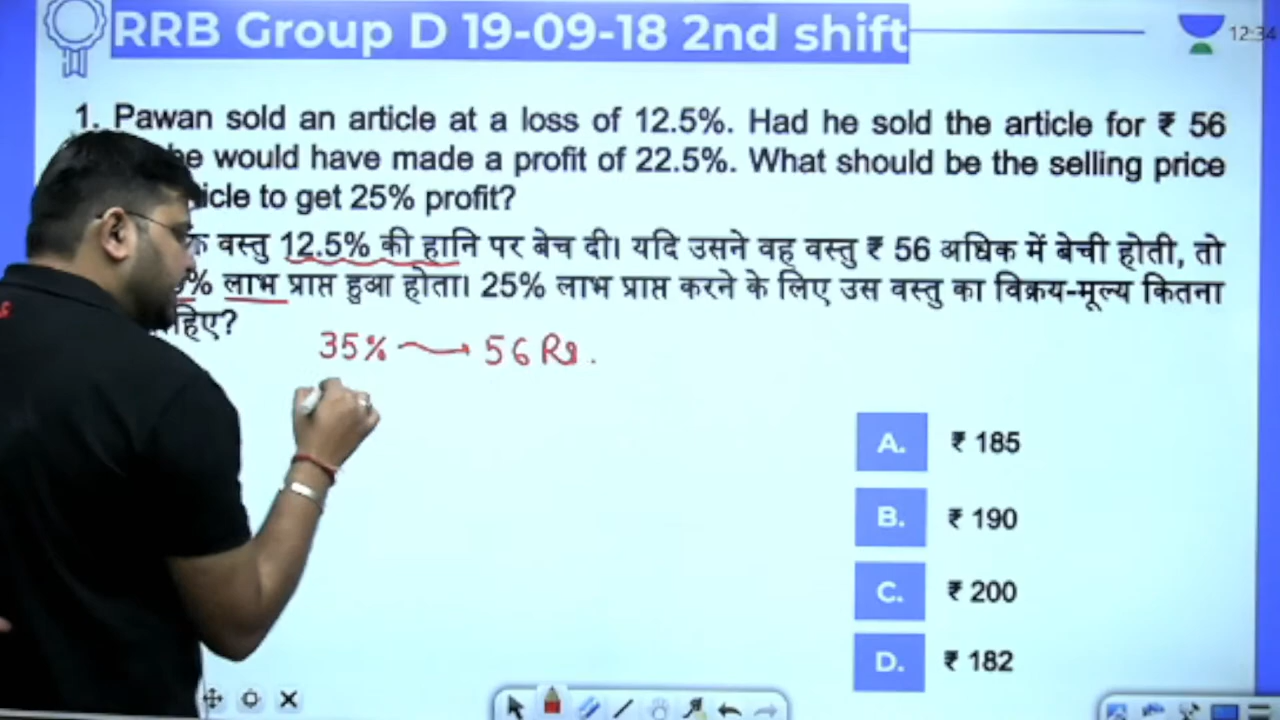 RRB Group D 19-09-18 2nd shift
12:34
1. Pawan sold an article at a loss of 12.5%. Had he sold the article for ₹ 56
he would have made a profit of 22.5%. What should be the selling price
to get 25% profit?
वस्तु 12.5% की हानि पर बेच दी। यदि उसने वह वस्तु ₹ 56 अधिक में बेची होती, तो
% लाभ प्राप्त हुआ होता। 25% लाभ प्राप्त करने के लिए उस वस्तु का विक्रय-मूल्य कितना
35% → 56 Rs.
A. ₹ 185
B. ₹ 190
C. ₹ 200
D. ₹ 182